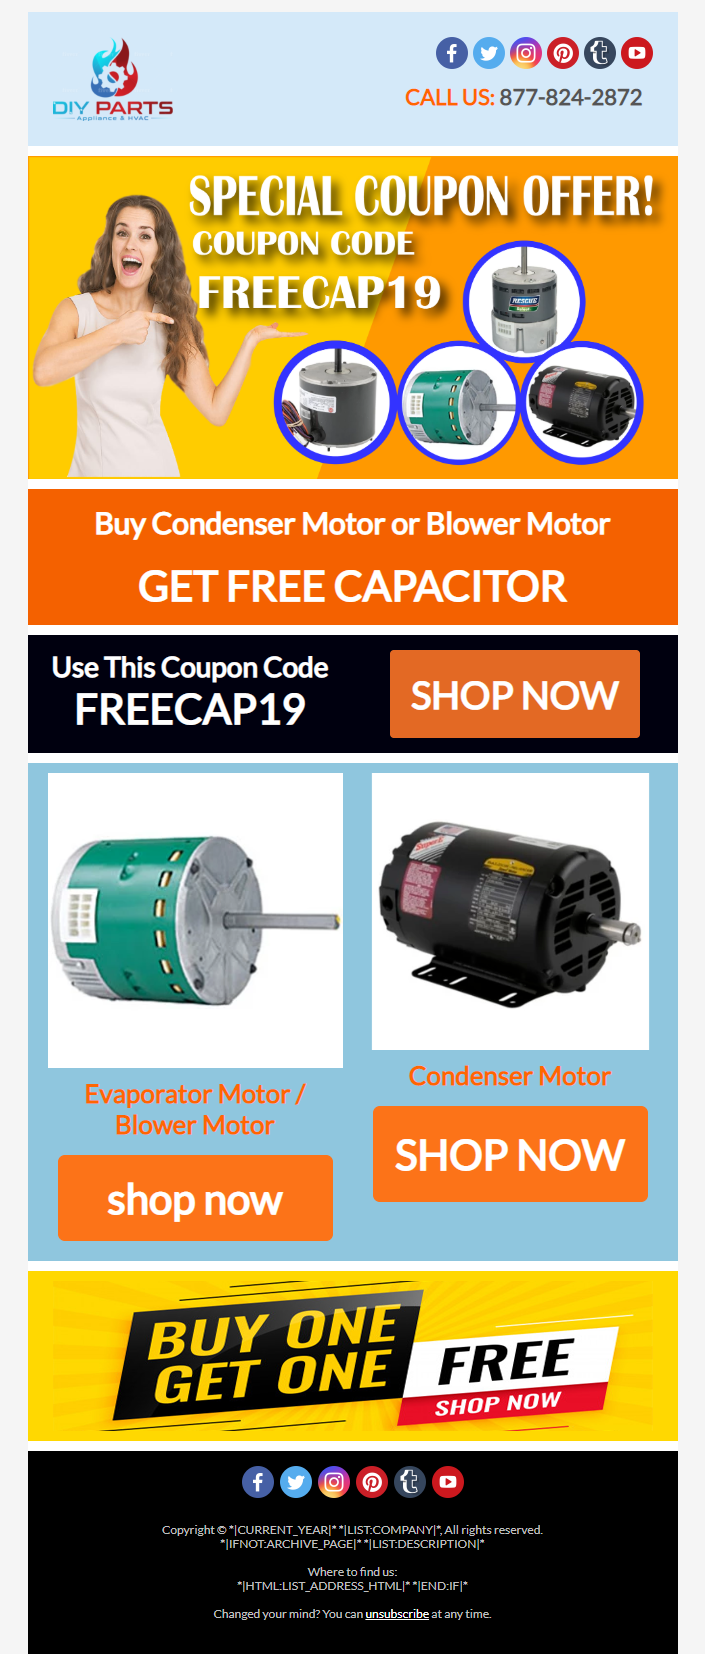 DIY PARTS
Appliance & HVAC
CALL US: 877-824-2872
SPECIAL COUPON OFFER!
COUPON CODE
FREECAP19
RESCUE
Buy Condenser Motor or Blower Motor
GET FREE CAPACITOR
Use This Coupon Code
FREECAP19
SHOP NOW
Super-E
Evaporator Motor /
Blower Motor
shop now
Condenser Motor
SHOP NOW
BUY ONE
GET ONE
FREE
SHOP NOW
Copyright © *|CURRENT_YEAR|* *|LIST:COMPANY|*, All rights reserved.
*|IFNOT:ARCHIVE_PAGE|* *|LIST:DESCRIPTION|*
Where to find us:
*|HTML:LIST_ADDRESS_HTML|* *|END:IF|*
Changed your mind? You can unsubscribe at any time.